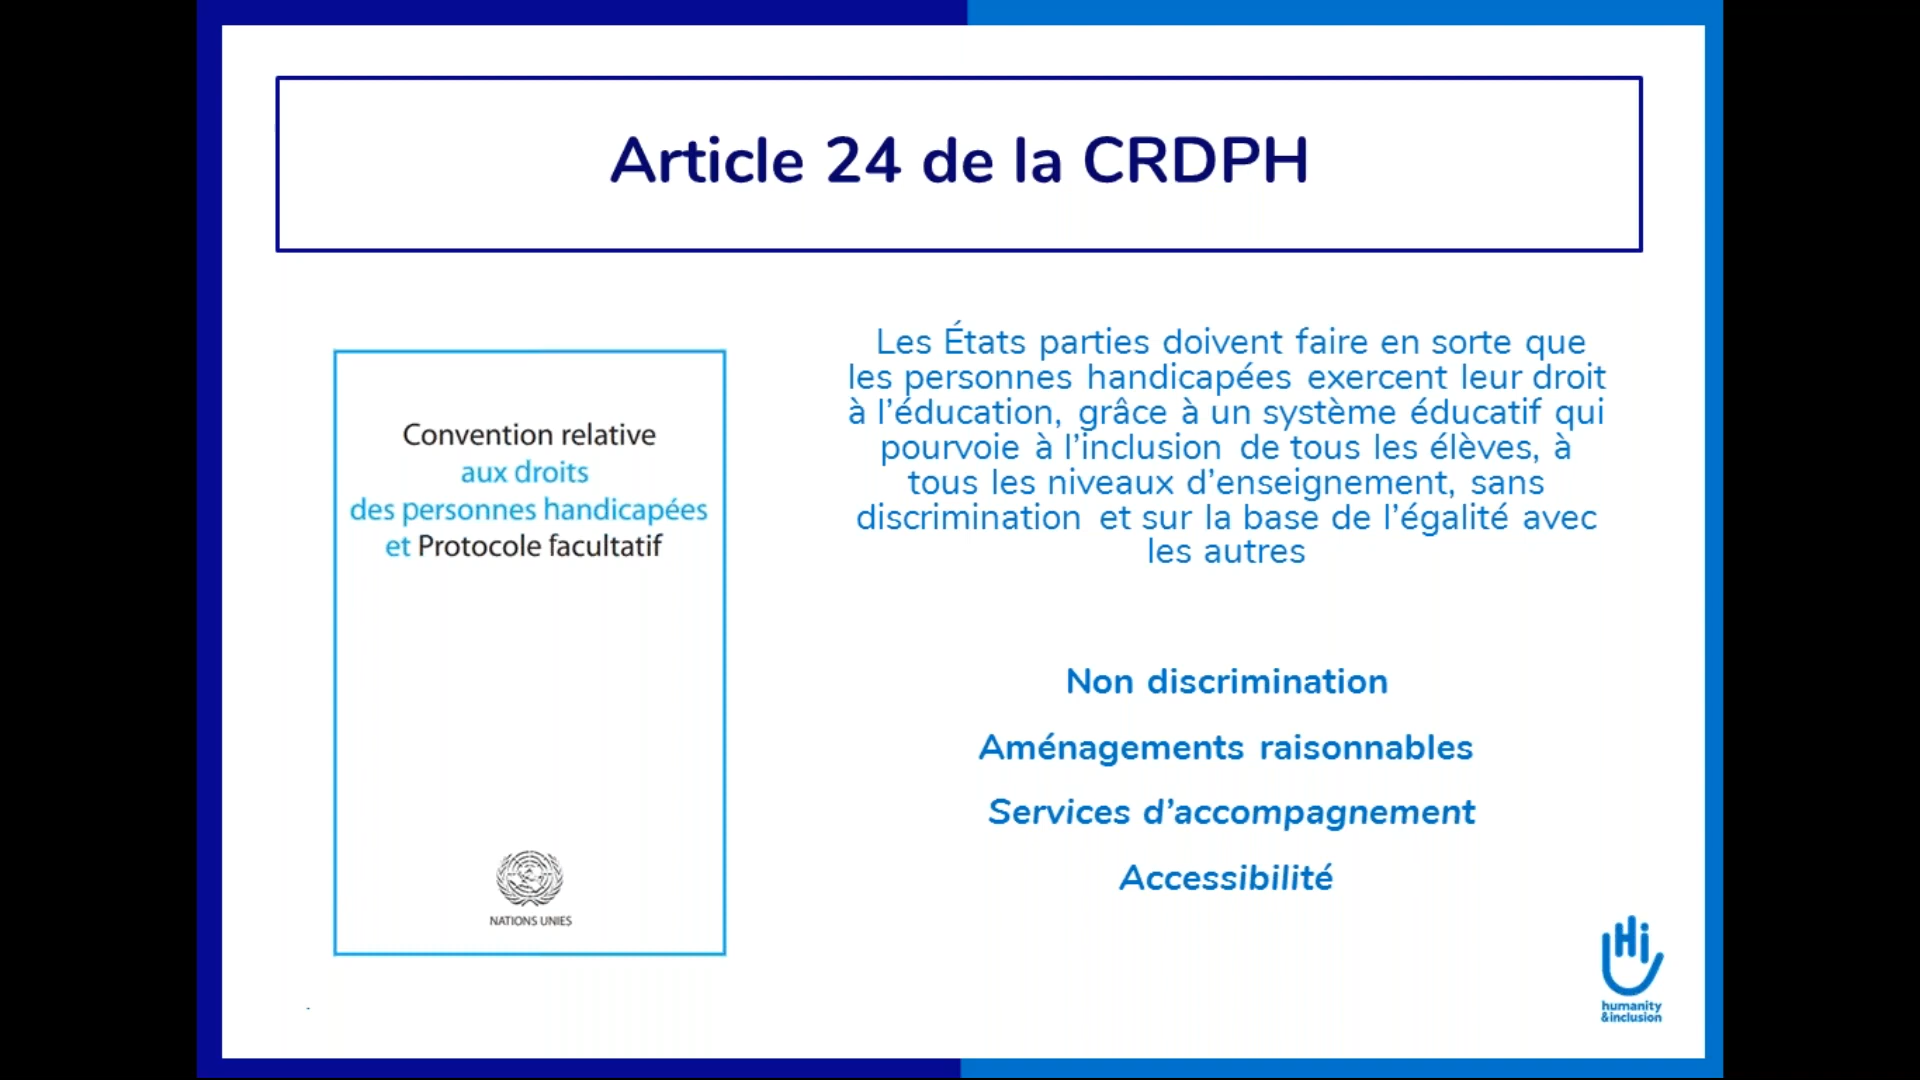 Article 24 de la CRDPH
Convention relative
aux droits
des personnes handicapées
et Protocole facultatif
NATIONS UNIES
Les États parties doivent faire en sorte que
les personnes handicapées exercent leur droit
à l’éducation, grâce à un système éducatif qui
pourvoie à l’inclusion de tous les élèves, à
tous les niveaux d’enseignement, sans
discrimination et sur la base de l’égalité avec
les autres
Non discrimination
Aménagements raisonnables
Services d’accompagnement
Accessibilité
Hi
humanity
&inclusion